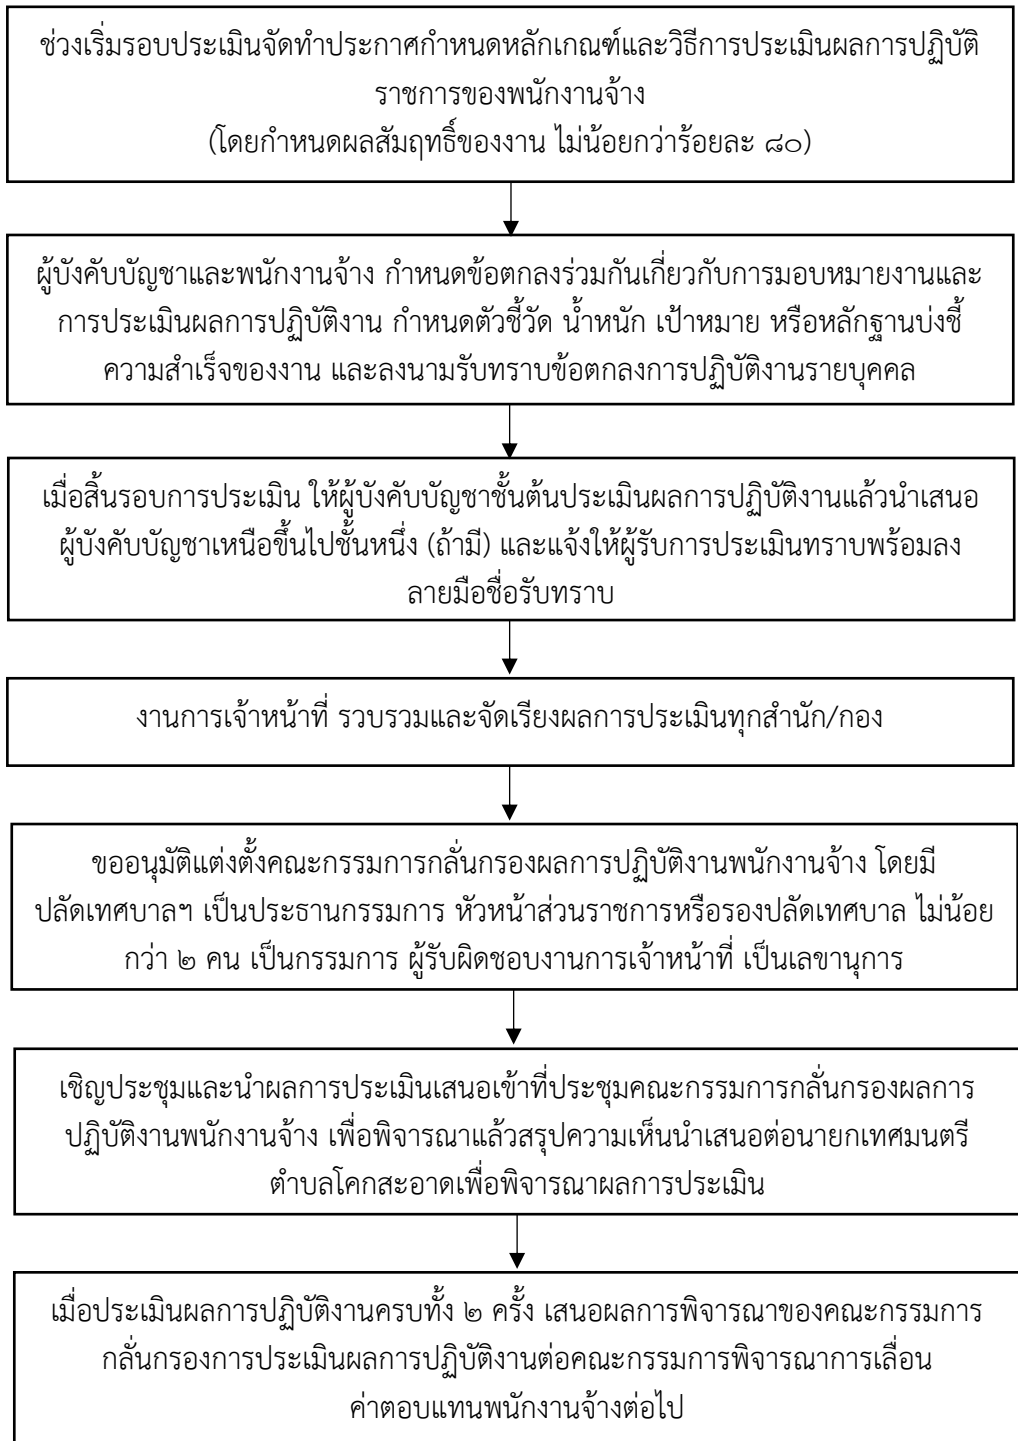 ช่วงเริ่มรอบประเมินจัดทำประกาศกำหนดหลักเกณฑ์และวิธีการประเมินผลการปฏิบัติ
ราชการของพนักงานจ้าง
(โดยกำหนดผลสัมฤทธิ์ของงาน ไม่น้อยกว่าร้อยละ ๘๐)
ผู้บังคับบัญชาและพนักงานจ้าง กำหนดข้อตกลงร่วมกันเกี่ยวกับการมอบหมายงานและ
การประเมินผลการปฏิบัติงาน กำหนดตัวชี้วัด น้ำหนัก เป้าหมาย หรือหลักฐานบ่งชี้
ความสำเร็จของงาน และลงนามรับทราบข้อตกลงการปฏิบัติงานรายบุคคล
เมื่อสิ้นรอบการประเมิน ให้ผู้บังคับบัญชาชั้นต้นประเมินผลการปฏิบัติงานแล้วนำเสนอ
ผู้บังคับบัญชาเหนือขึ้นไปชั้นหนึ่ง (ถ้ามี) และแจ้งให้ผู้รับการประเมินทราบพร้อมลง
ลายมือชื่อรับทราบ
งานการเจ้าหน้าที่ รวบรวมและจัดเรียงผลการประเมินทุกสำนัก/กอง
ขออนุมัติแต่งตั้งคณะกรรมการกลั่นกรองผลการปฏิบัติงานพนักงานจ้าง โดยมี
ปลัดเทศบาลฯ เป็นประธานกรรมการ หัวหน้าส่วนราชการหรือรองปลัดเทศบาล ไม่น้อย
กว่า ๒ คน เป็นกรรมการ ผู้รับผิดชอบงานการเจ้าหน้าที่ เป็นเลขานุการ
เชิญประชุมและนำผลการประเมินเสนอเข้าที่ประชุมคณะกรรมการกลั่นกรองผลการ
ปฏิบัติงานพนักงานจ้าง เพื่อพิจารณาแล้วสรุปความเห็นนำเสนอต่อนายกเทศมนตรี
ตำบลโคกสะอาดเพื่อพิจารณาผลการประเมิน
เมื่อประเมินผลการปฏิบัติงานครบทั้ง ๒ ครั้ง เสนอผลการพิจารณาของคณะกรรมการ
กลั่นกรองการประเมินผลการปฏิบัติงานต่อคณะกรรมการพิจารณาการเลื่อน
ค่าตอบแทนพนักงานจ้างต่อไป